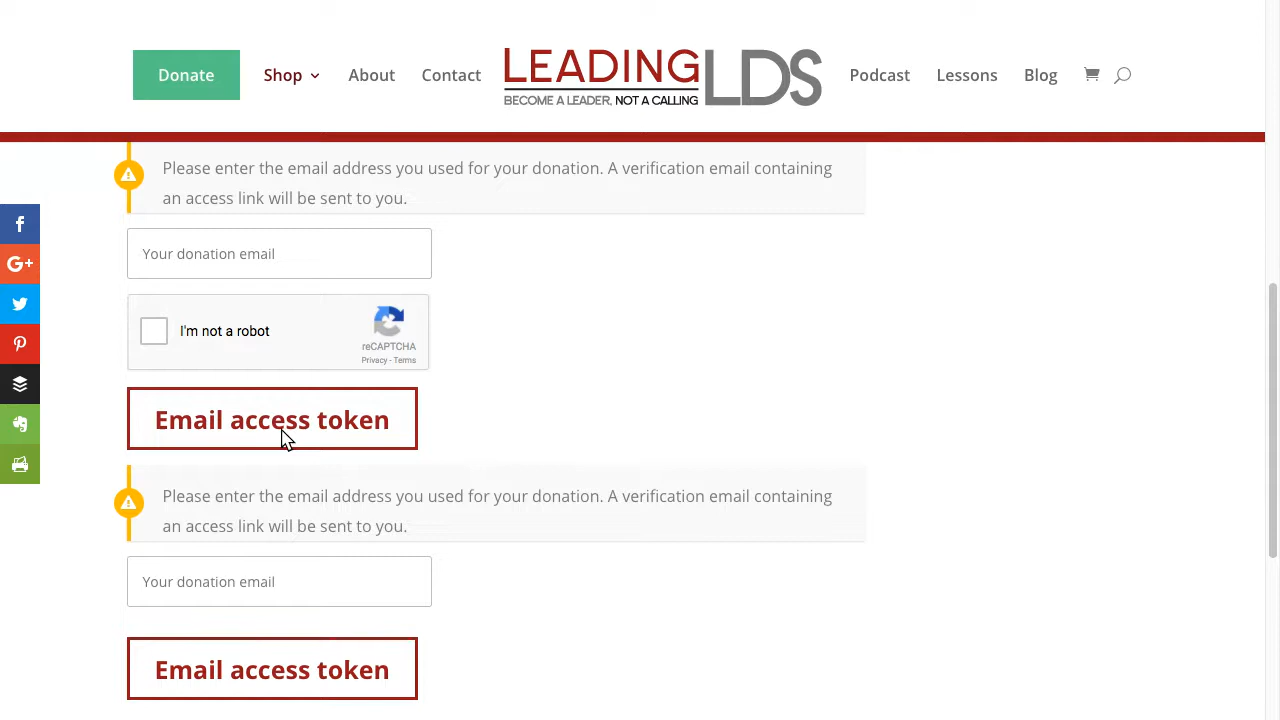 Donate Shop About Contact LEADING LDS Podcast Lessons Blog
BECOME A LEADER, NOT A CALLING
Please enter the email address you used for your donation. A verification email containing
an access link will be sent to you.
Your donation email
I'm not a robot
reCAPTCHA
Privacy - Terms
Email access token
Please enter the email address you used for your donation. A verification email containing
an access link will be sent to you.
Your donation email
Email access token